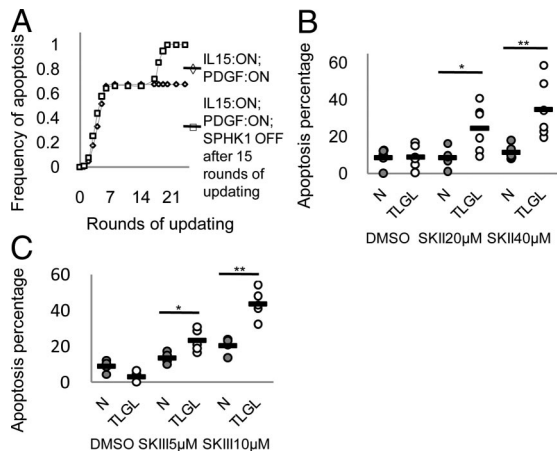 A
Frequency of apoptosis
1
0.8
0.6
0.4
0.2
0
0 7 14 21
Rounds of updating
IL15:ON;
PDGF:ON
IL15:ON;
PDGF:ON;
SPHK1 OFF
after 15
rounds of
updating
B
Apoptosis percentage
60
40
20
0
* **
N TLGL N TLGL N TLGL
DMSO SKII20μM SKII40μM
C
Apoptosis percentage
60
40
20
0
* **
N TLGL N TLGL N TLGL
DMSO SKIII5μM SKIII10μM